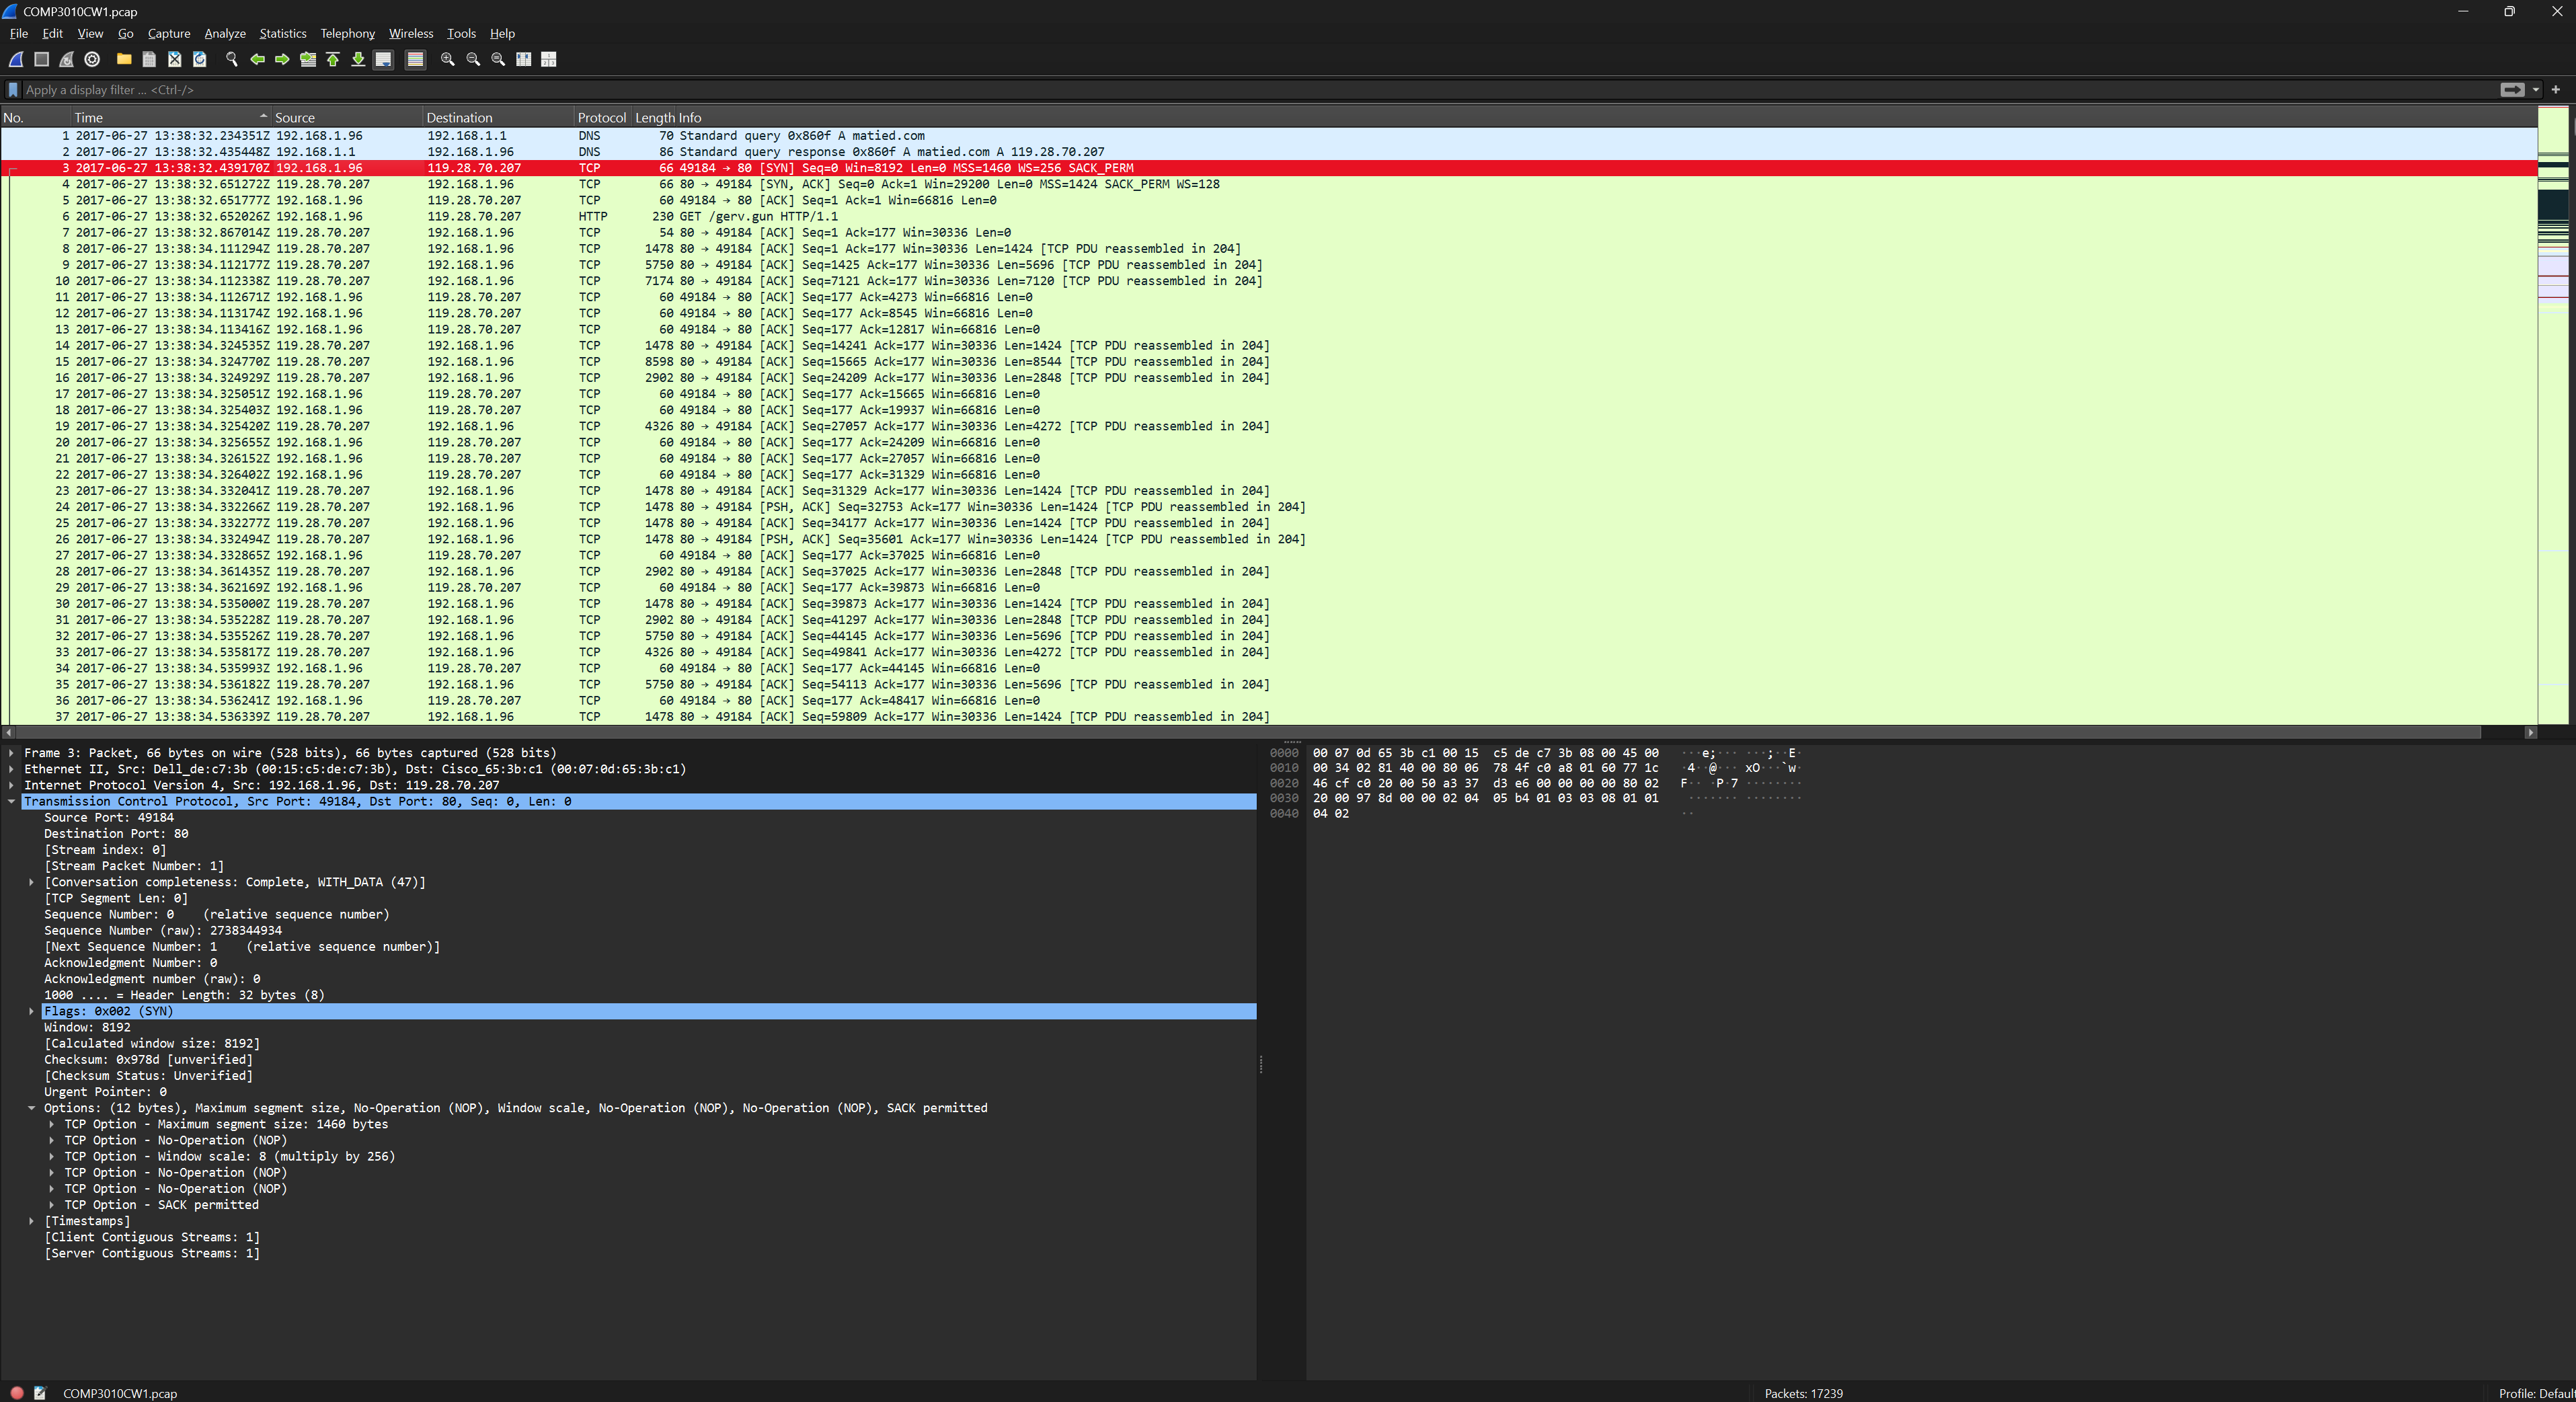 COMP3010CW1.pcap
File Edit View Go Capture Analyze Statistics Telephony Wireless Tools Help
Apply a display filter ... <Ctrl-/>
No. Time Source Destination Protocol Length Info
1 2017-06-27 13:38:32.234351Z 192.168.1.96 192.168.1.1 DNS 70 Standard query 0x860f A matied.com
2 2017-06-27 13:38:32.435448Z 192.168.1.1 192.168.1.96 DNS 86 Standard query response 0x860f A matied.com A 119.28.70.207
3 2017-06-27 13:38:32.439170Z 192.168.1.96 119.28.70.207 TCP 66 49184 → 80 [SYN] Seq=0 Win=8192 Len=0 MSS=1460 WS=256 SACK_PERM
4 2017-06-27 13:38:32.651272Z 119.28.70.207 192.168.1.96 TCP 66 80 → 49184 [SYN, ACK] Seq=0 Ack=1 Win=29200 Len=0 MSS=1424 SACK_PERM WS=128
5 2017-06-27 13:38:32.651777Z 192.168.1.96 119.28.70.207 TCP 60 49184 → 80 [ACK] Seq=1 Ack=1 Win=66816 Len=0
6 2017-06-27 13:38:32.652026Z 192.168.1.96 119.28.70.207 HTTP 230 GET /gerv.gun HTTP/1.1
7 2017-06-27 13:38:32.867014Z 119.28.70.207 192.168.1.96 TCP 54 80 → 49184 [ACK] Seq=1 Ack=177 Win=30336 Len=0
8 2017-06-27 13:38:34.111294Z 119.28.70.207 192.168.1.96 TCP 1478 80 → 49184 [ACK] Seq=1 Ack=177 Win=30336 Len=1424 [TCP PDU reassembled in 204]
9 2017-06-27 13:38:34.112177Z 119.28.70.207 192.168.1.96 TCP 5750 80 → 49184 [ACK] Seq=1425 Ack=177 Win=30336 Len=5696 [TCP PDU reassembled in 204]
10 2017-06-27 13:38:34.112338Z 119.28.70.207 192.168.1.96 TCP 7174 80 → 49184 [ACK] Seq=7121 Ack=177 Win=30336 Len=7120 [TCP PDU reassembled in 204]
11 2017-06-27 13:38:34.112671Z 192.168.1.96 119.28.70.207 TCP 60 49184 → 80 [ACK] Seq=177 Ack=4273 Win=66816 Len=0
12 2017-06-27 13:38:34.113174Z 192.168.1.96 119.28.70.207 TCP 60 49184 → 80 [ACK] Seq=177 Ack=8545 Win=66816 Len=0
13 2017-06-27 13:38:34.113416Z 192.168.1.96 119.28.70.207 TCP 60 49184 → 80 [ACK] Seq=177 Ack=12817 Win=66816 Len=0
14 2017-06-27 13:38:34.324535Z 119.28.70.207 192.168.1.96 TCP 1478 80 → 49184 [ACK] Seq=14241 Ack=177 Win=30336 Len=1424 [TCP PDU reassembled in 204]
15 2017-06-27 13:38:34.324770Z 119.28.70.207 192.168.1.96 TCP 8598 80 → 49184 [ACK] Seq=15665 Ack=177 Win=30336 Len=8544 [TCP PDU reassembled in 204]
16 2017-06-27 13:38:34.324929Z 119.28.70.207 192.168.1.96 TCP 2902 80 → 49184 [ACK] Seq=24209 Ack=177 Win=30336 Len=2848 [TCP PDU reassembled in 204]
17 2017-06-27 13:38:34.325051Z 192.168.1.96 119.28.70.207 TCP 60 49184 → 80 [ACK] Seq=177 Ack=15665 Win=66816 Len=0
18 2017-06-27 13:38:34.325403Z 192.168.1.96 119.28.70.207 TCP 60 49184 → 80 [ACK] Seq=177 Ack=19937 Win=66816 Len=0
19 2017-06-27 13:38:34.325420Z 119.28.70.207 192.168.1.96 TCP 4326 80 → 49184 [ACK] Seq=27057 Ack=177 Win=30336 Len=4272 [TCP PDU reassembled in 204]
20 2017-06-27 13:38:34.325655Z 192.168.1.96 119.28.70.207 TCP 60 49184 → 80 [ACK] Seq=177 Ack=24209 Win=66816 Len=0
21 2017-06-27 13:38:34.326152Z 192.168.1.96 119.28.70.207 TCP 60 49184 → 80 [ACK] Seq=177 Ack=27057 Win=66816 Len=0
22 2017-06-27 13:38:34.326402Z 192.168.1.96 119.28.70.207 TCP 60 49184 → 80 [ACK] Seq=177 Ack=31329 Win=66816 Len=0
23 2017-06-27 13:38:34.332041Z 119.28.70.207 192.168.1.96 TCP 1478 80 → 49184 [ACK] Seq=31329 Ack=177 Win=30336 Len=1424 [TCP PDU reassembled in 204]
24 2017-06-27 13:38:34.332266Z 119.28.70.207 192.168.1.96 TCP 1478 80 → 49184 [PSH, ACK] Seq=32753 Ack=177 Win=30336 Len=1424 [TCP PDU reassembled in 204]
25 2017-06-27 13:38:34.332277Z 119.28.70.207 192.168.1.96 TCP 1478 80 → 49184 [ACK] Seq=34177 Ack=177 Win=30336 Len=1424 [TCP PDU reassembled in 204]
26 2017-06-27 13:38:34.332494Z 119.28.70.207 192.168.1.96 TCP 1478 80 → 49184 [PSH, ACK] Seq=35601 Ack=177 Win=30336 Len=1424 [TCP PDU reassembled in 204]
27 2017-06-27 13:38:34.332865Z 192.168.1.96 119.28.70.207 TCP 60 49184 → 80 [ACK] Seq=177 Ack=37025 Win=66816 Len=0
28 2017-06-27 13:38:34.361435Z 119.28.70.207 192.168.1.96 TCP 2902 80 → 49184 [ACK] Seq=37025 Ack=177 Win=30336 Len=2848 [TCP PDU reassembled in 204]
29 2017-06-27 13:38:34.362169Z 192.168.1.96 119.28.70.207 TCP 60 49184 → 80 [ACK] Seq=177 Ack=39873 Win=66816 Len=0
30 2017-06-27 13:38:34.535000Z 119.28.70.207 192.168.1.96 TCP 1478 80 → 49184 [ACK] Seq=39873 Ack=177 Win=30336 Len=1424 [TCP PDU reassembled in 204]
31 2017-06-27 13:38:34.535228Z 119.28.70.207 192.168.1.96 TCP 2902 80 → 49184 [ACK] Seq=41297 Ack=177 Win=30336 Len=2848 [TCP PDU reassembled in 204]
32 2017-06-27 13:38:34.535526Z 119.28.70.207 192.168.1.96 TCP 5750 80 → 49184 [ACK] Seq=44145 Ack=177 Win=30336 Len=5696 [TCP PDU reassembled in 204]
33 2017-06-27 13:38:34.535817Z 119.28.70.207 192.168.1.96 TCP 4326 80 → 49184 [ACK] Seq=49841 Ack=177 Win=30336 Len=4272 [TCP PDU reassembled in 204]
34 2017-06-27 13:38:34.535993Z 192.168.1.96 119.28.70.207 TCP 60 49184 → 80 [ACK] Seq=177 Ack=44145 Win=66816 Len=0
35 2017-06-27 13:38:34.536182Z 119.28.70.207 192.168.1.96 TCP 5750 80 → 49184 [ACK] Seq=54113 Ack=177 Win=30336 Len=5696 [TCP PDU reassembled in 204]
36 2017-06-27 13:38:34.536241Z 192.168.1.96 119.28.70.207 TCP 60 49184 → 80 [ACK] Seq=177 Ack=48417 Win=66816 Len=0
37 2017-06-27 13:38:34.536339Z 119.28.70.207 192.168.1.96 TCP 1478 80 → 49184 [ACK] Seq=59809 Ack=177 Win=30336 Len=1424 [TCP PDU reassembled in 204]
Frame 3: Packet, 66 bytes on wire (528 bits), 66 bytes captured (528 bits)
Ethernet II, Src: Dell_de:c7:3b (00:15:c5:de:c7:3b), Dst: Cisco_65:3b:c1 (00:07:0d:65:3b:c1)
Internet Protocol Version 4, Src: 192.168.1.96, Dst: 119.28.70.207
Transmission Control Protocol, Src Port: 49184, Dst Port: 80, Seq: 0, Len: 0
Source Port: 49184
Destination Port: 80
[Stream index: 0]
[Stream Packet Number: 1]
[Conversation completeness: Complete, WITH_DATA (47)]
[TCP Segment Len: 0]
Sequence Number: 0 (relative sequence number)
Sequence Number (raw): 2738344934
[Next Sequence Number: 1 (relative sequence number)]
Acknowledgment Number: 0
Acknowledgment number (raw): 0
1000 .... = Header Length: 32 bytes (8)
Flags: 0x002 (SYN)
Window: 8192
[Calculated window size: 8192]
Checksum: 0x978d [unverified]
[Checksum Status: Unverified]
Urgent Pointer: 0
Options: (12 bytes), Maximum segment size, No-Operation (NOP), Window scale, No-Operation (NOP), No-Operation (NOP), SACK permitted
TCP Option - Maximum segment size: 1460 bytes
TCP Option - No-Operation (NOP)
TCP Option - Window scale: 8 (multiply by 256)
TCP Option - No-Operation (NOP)
TCP Option - No-Operation (NOP)
TCP Option - SACK permitted
[Timestamps]
[Client Contiguous Streams: 1]
[Server Contiguous Streams: 1]
0000 00 07 0d 65 3b c1 00 15 c5 de c7 3b 08 00 45 00 ···e;··· ···;··E·
0010 00 34 02 81 40 00 80 06 78 4f c0 a8 01 60 77 1c ·4··@··· xO···`w·
0020 46 cf c0 20 00 50 a3 37 d3 e6 00 00 00 00 80 02 F·· ·P·7 ········
0030 20 00 97 8d 00 00 02 04 05 b4 01 03 03 08 01 01 ······· ········
0040 04 02 ··
COMP3010CW1.pcap
Packets: 17239
Profile: Default